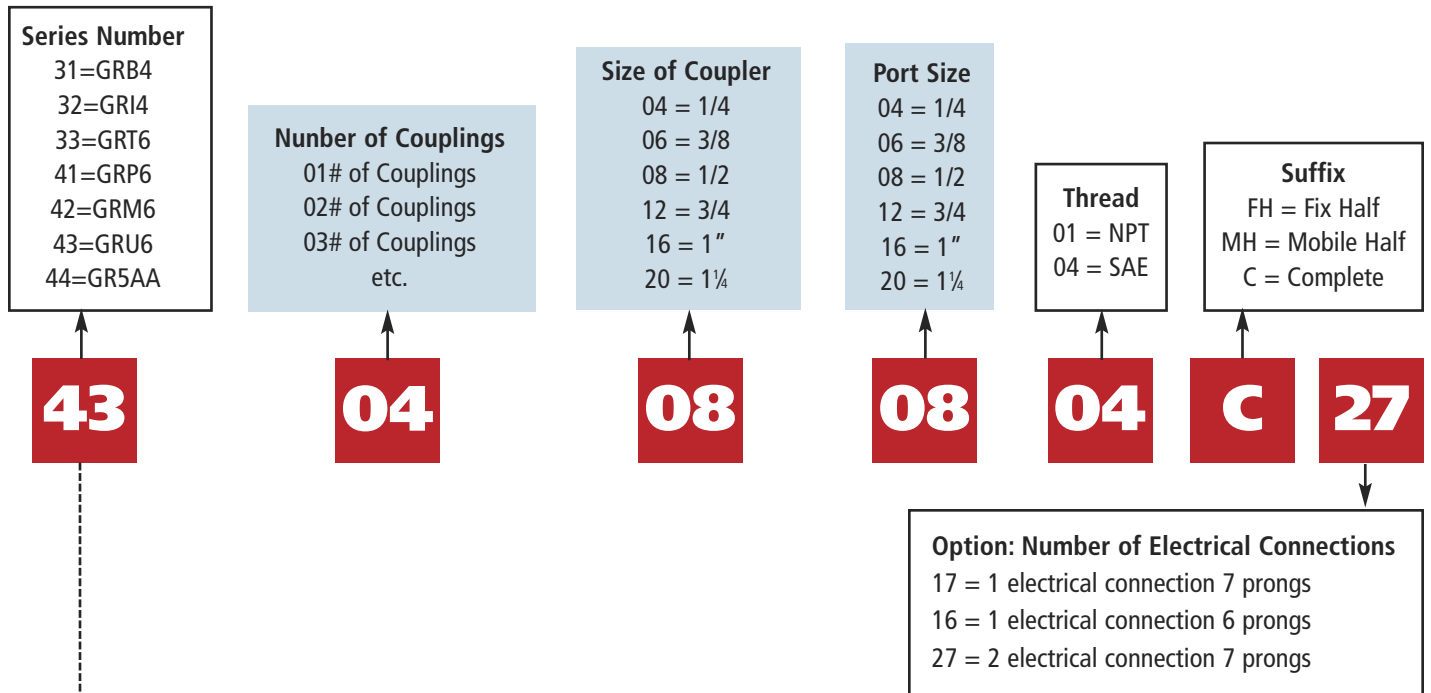 Series Number
31=GRB4
32=GRI4
33=GRT6
41=GRP6
42=GRM6
43=GRU6
44=GR5AA
Nunber of Couplings
01# of Couplings
02# of Couplings
03# of Couplings
etc.
Size of Coupler
04 = 1/4
06 = 3/8
08 = 1/2
12 = 3/4
16 = 1″
20 = 1¼
Port Size
04 = 1/4
06 = 3/8
08 = 1/2
12 = 3/4
16 = 1″
20 = 1¼
Thread
01 = NPT
04 = SAE
Suffix
FH = Fix Half
MH = Mobile Half
C = Complete
43 04 08 08 04 C 27
Option: Number of Electrical Connections
17 = 1 electrical connection 7 prongs
16 = 1 electrical connection 6 prongs
27 = 2 electrical connection 7 prongs